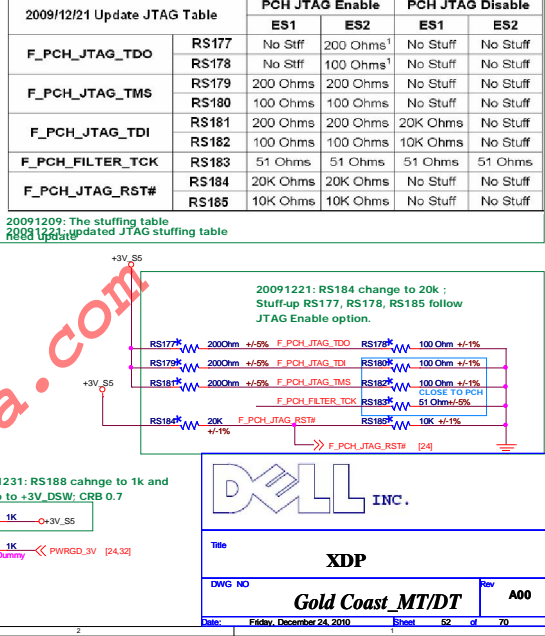 2009/12/21 Update JTAG Table PCH JTAG Enable PCH JTAG Disable
ES1 ES2 ES1 ES2
F_PCH_JTAG_TDO RS177 No Stff 200 Ohms¹ No Stuff No Stuff
RS178 No Stff 100 Ohms¹ No Stuff No Stuff
F_PCH_JTAG_TMS RS179 200 Ohms 200 Ohms No Stuff No Stuff
RS180 100 Ohms 100 Ohms No Stuff No Stuff
F_PCH_JTAG_TDI RS181 200 Ohms 200 Ohms 20K Ohms No Stuff
RS182 100 Ohms 100 Ohms 10K Ohms No Stuff
F_PCH_FILTER_TCK RS183 51 Ohms 51 Ohms 51 Ohms 51 Ohms
F_PCH_JTAG_RST# RS184 20K Ohms 20K Ohms No Stuff No Stuff
RS185 10K Ohms 10K Ohms No Stuff No Stuff
20091209: The stuffing table
need update
20091221: updated JTAG stuffing table
+3V_S5
20091221: RS184 change to 20k ;
Stuff-up RS177, RS178, RS185 follow
JTAG Enable option.
RS177* 200Ohm +/-5% F_PCH_JTAG_TDO RS178* 100 Ohm +/-1%
RS179* 200Ohm +/-5% F_PCH_JTAG_TDI RS180* 100 Ohm +/-1%
RS181* 200Ohm +/-5% F_PCH_JTAG_TMS RS182* 100 Ohm +/-1%
+3V_S5
CLOSE TO PCH
F_PCH_FILTER_TCK RS183* 51 Ohm+/-5%
RS184* 20K +/-1% F_PCH_JTAG_RST# RS185* 10K +/-1%
F_PCH_JTAG_RST# [24]
a.com
1231: RS188 cahnge to 1k and
to +3V_DSW; CRB 0.7
1K +3V_S5
1K PWRGD_3V [24,32]
Dummy
DELL INC.
Title
XDP
DWG NO Rev
Gold Coast_MT/DT A00
Date: Friday, December 24, 2010 Sheet 52 of 70
2 1